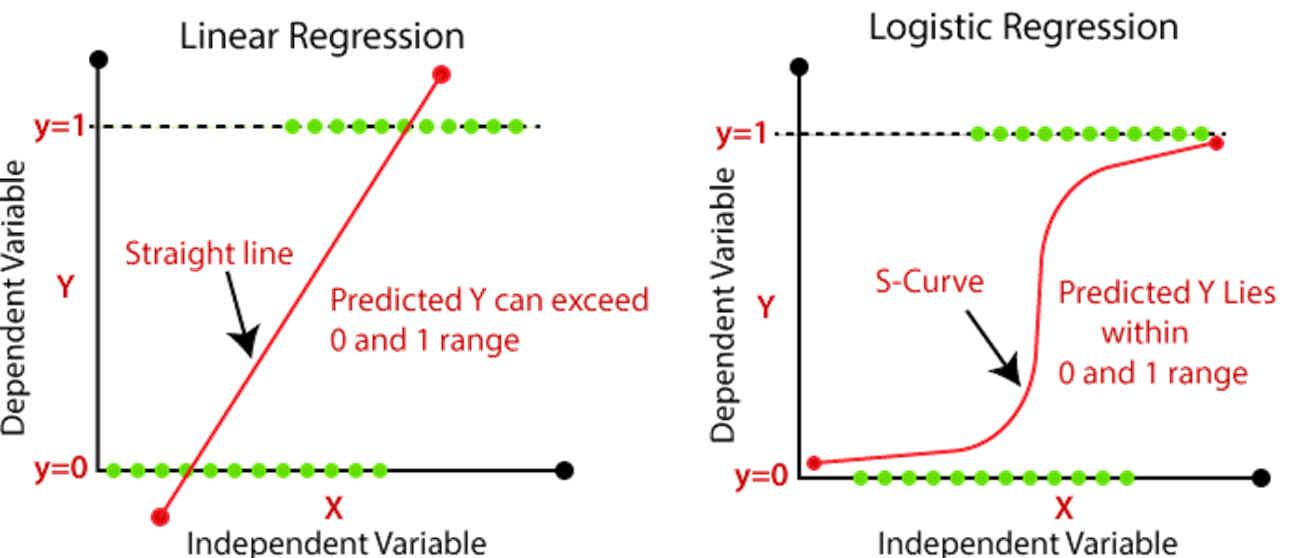 Linear Regression
y=1
Dependent Variable
Y
Straight line
Predicted Y can exceed
0 and 1 range
y=0
X
Independent Variable
Logistic Regression
y=1
Dependent Variable
Y
S-Curve
Predicted Y Lies
within
0 and 1 range
y=0
X
Independent Variable